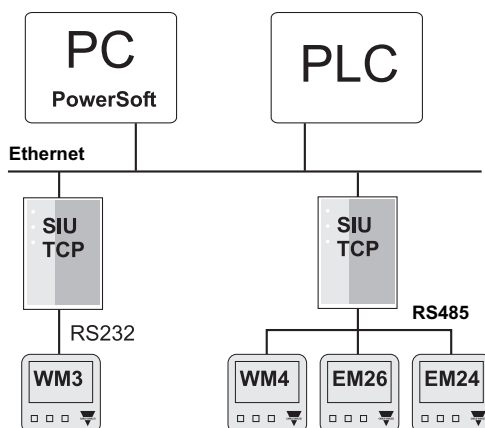 PC
PowerSoft
PLC
Ethernet
SIU
TCP
SIU
TCP
RS232
RS485
WM3
WM4
EM26
EM24